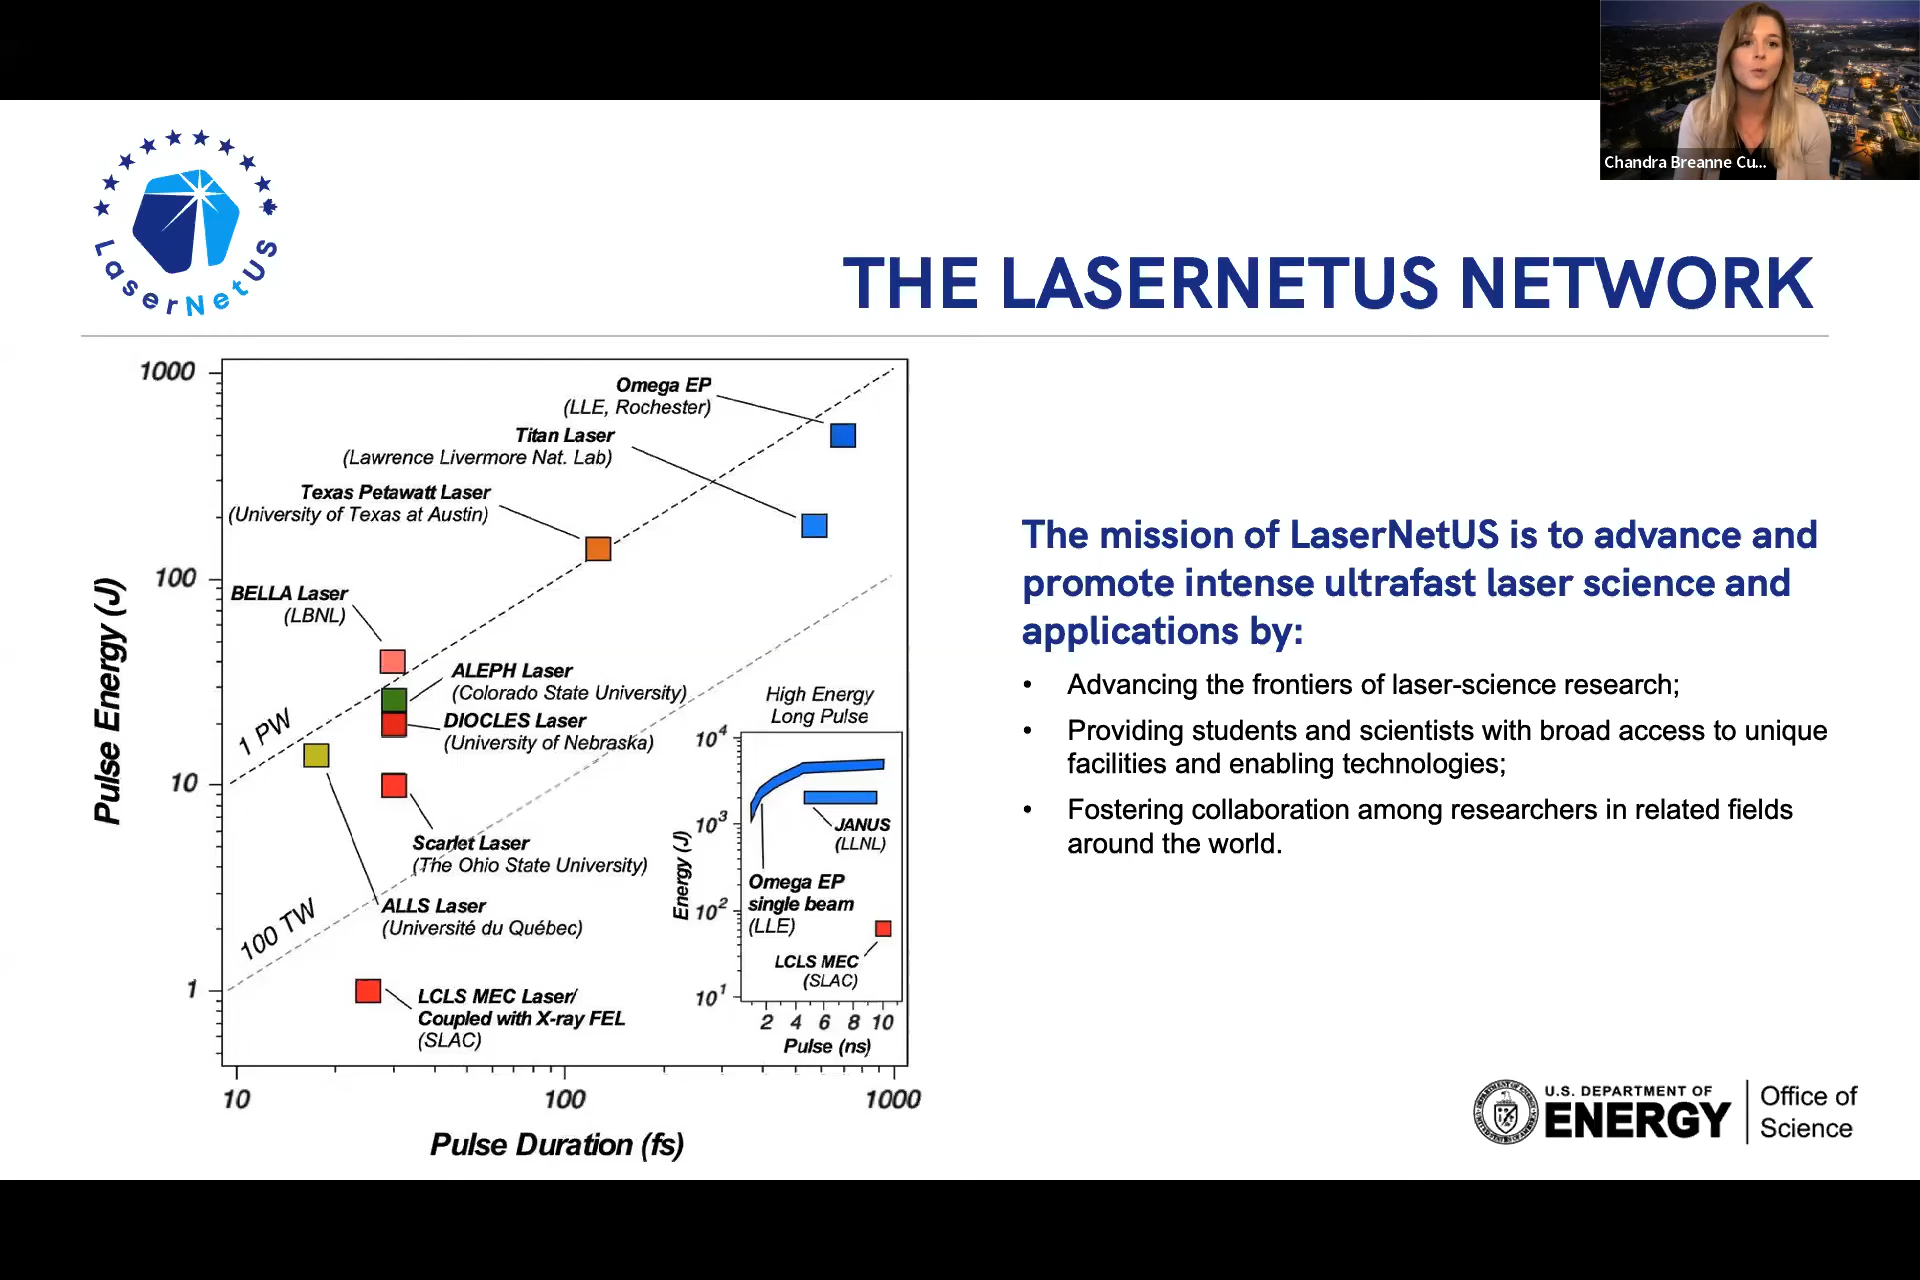 Chandra Breanne Cu...
LaserNetUS
THE LASERNETUS NETWORK
1000
100
10
1
Pulse Energy (J)
Omega EP
(LLE, Rochester)
Titan Laser
(Lawrence Livermore Nat. Lab)
Texas Petawatt Laser
(University of Texas at Austin)
BELLA Laser
(LBNL)
ALEPH Laser
(Colorado State University)
DIOCLES Laser
(University of Nebraska)
1 PW
Scarlet Laser
(The Ohio State University)
ALLS Laser
(Université du Québec)
100 TW
LCLS MEC Laser/
Coupled with X-ray FEL
(SLAC)
High Energy
Long Pulse
10⁴
10³
10²
10¹
Energy (J)
JANUS
(LLNL)
Omega EP
single beam
(LLE)
LCLS MEC
(SLAC)
2 4 6 8 10
Pulse (ns)
10 100 1000
Pulse Duration (fs)
The mission of LaserNetUS is to advance and
promote intense ultrafast laser science and
applications by:
• Advancing the frontiers of laser-science research;
• Providing students and scientists with broad access to unique
facilities and enabling technologies;
• Fostering collaboration among researchers in related fields
around the world.
U.S. DEPARTMENT OF
ENERGY
Office of
Science